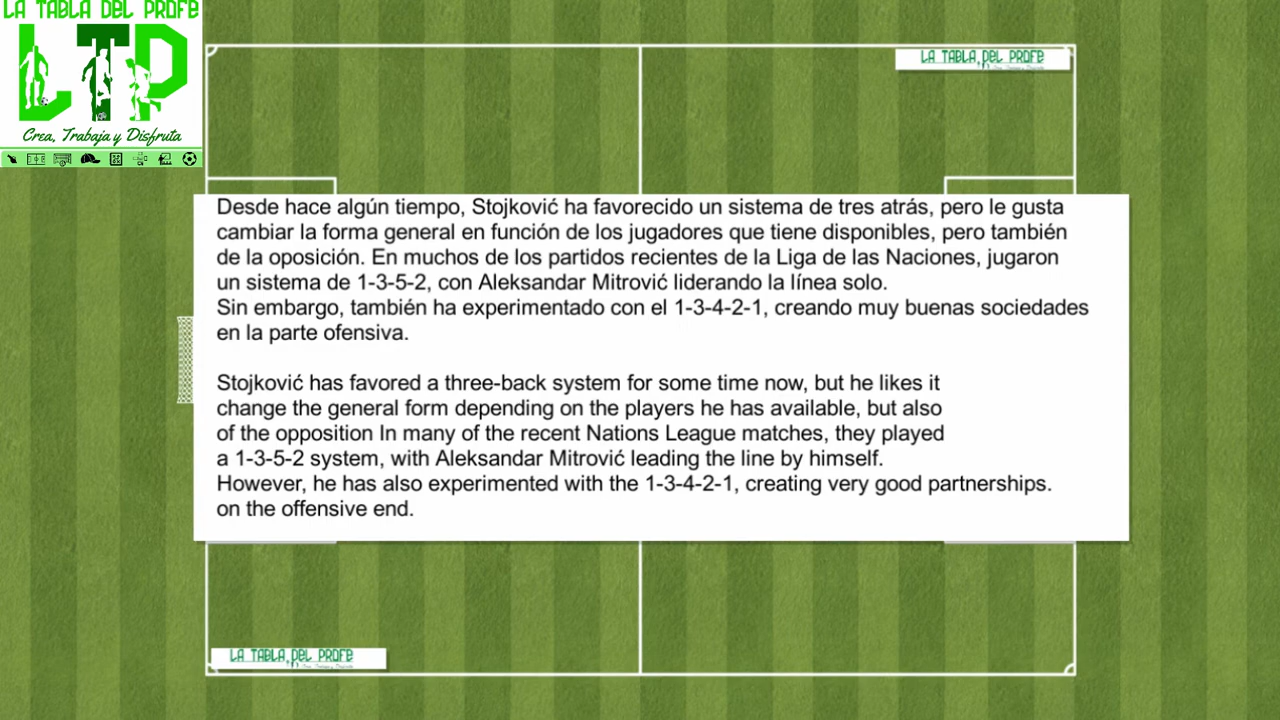 LA TABLA DEL PROFE
LTP
Crea, Trabaja y Disfruta
LA TABLA DEL PROFE
Desde hace algún tiempo, Stojković ha favorecido un sistema de tres atrás, pero le gusta
cambiar la forma general en función de los jugadores que tiene disponibles, pero también
de la oposición. En muchos de los partidos recientes de la Liga de las Naciones, jugaron
un sistema de 1-3-5-2, con Aleksandar Mitrović liderando la línea solo.
Sin embargo, también ha experimentado con el 1-3-4-2-1, creando muy buenas sociedades
en la parte ofensiva.
Stojković has favored a three-back system for some time now, but he likes it
change the general form depending on the players he has available, but also
of the opposition In many of the recent Nations League matches, they played
a 1-3-5-2 system, with Aleksandar Mitrović leading the line by himself.
However, he has also experimented with the 1-3-4-2-1, creating very good partnerships.
on the offensive end.
LA TABLA DEL PROFE